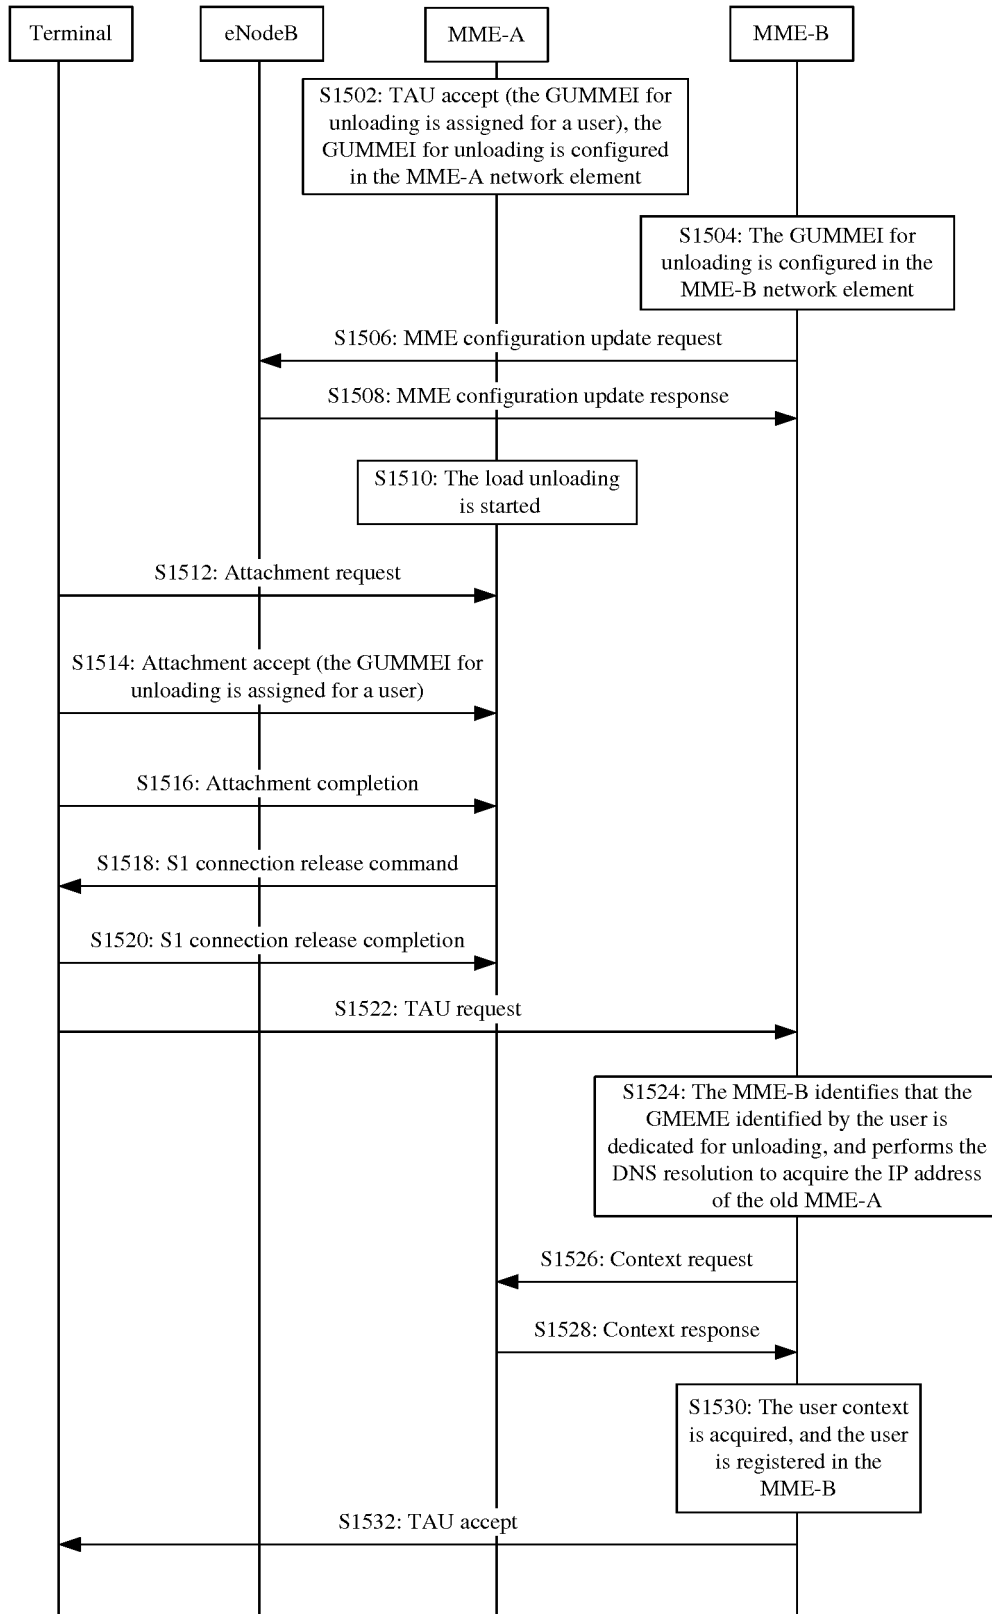 Terminal
eNodeB
MME-A
MME-B
S1502: TAU accept (the GUMMEI for
unloading is assigned for a user), the
GUMMEI for unloading is configured
in the MME-A network element
S1504: The GUMMEI for
unloading is configured in the
MME-B network element
S1506: MME configuration update request
S1508: MME configuration update response
S1510: The load unloading
is started
S1512: Attachment request
S1514: Attachment accept (the GUMMEI for
unloading is assigned for a user)
S1516: Attachment completion
S1518: S1 connection release command
S1520: S1 connection release completion
S1522: TAU request
S1524: The MME-B identifies that the
GMEME identified by the user is
dedicated for unloading, and performs the
DNS resolution to acquire the IP address
of the old MME-A
S1526: Context request
S1528: Context response
S1530: The user context
is acquired, and the user
is registered in the
MME-B
S1532: TAU accept